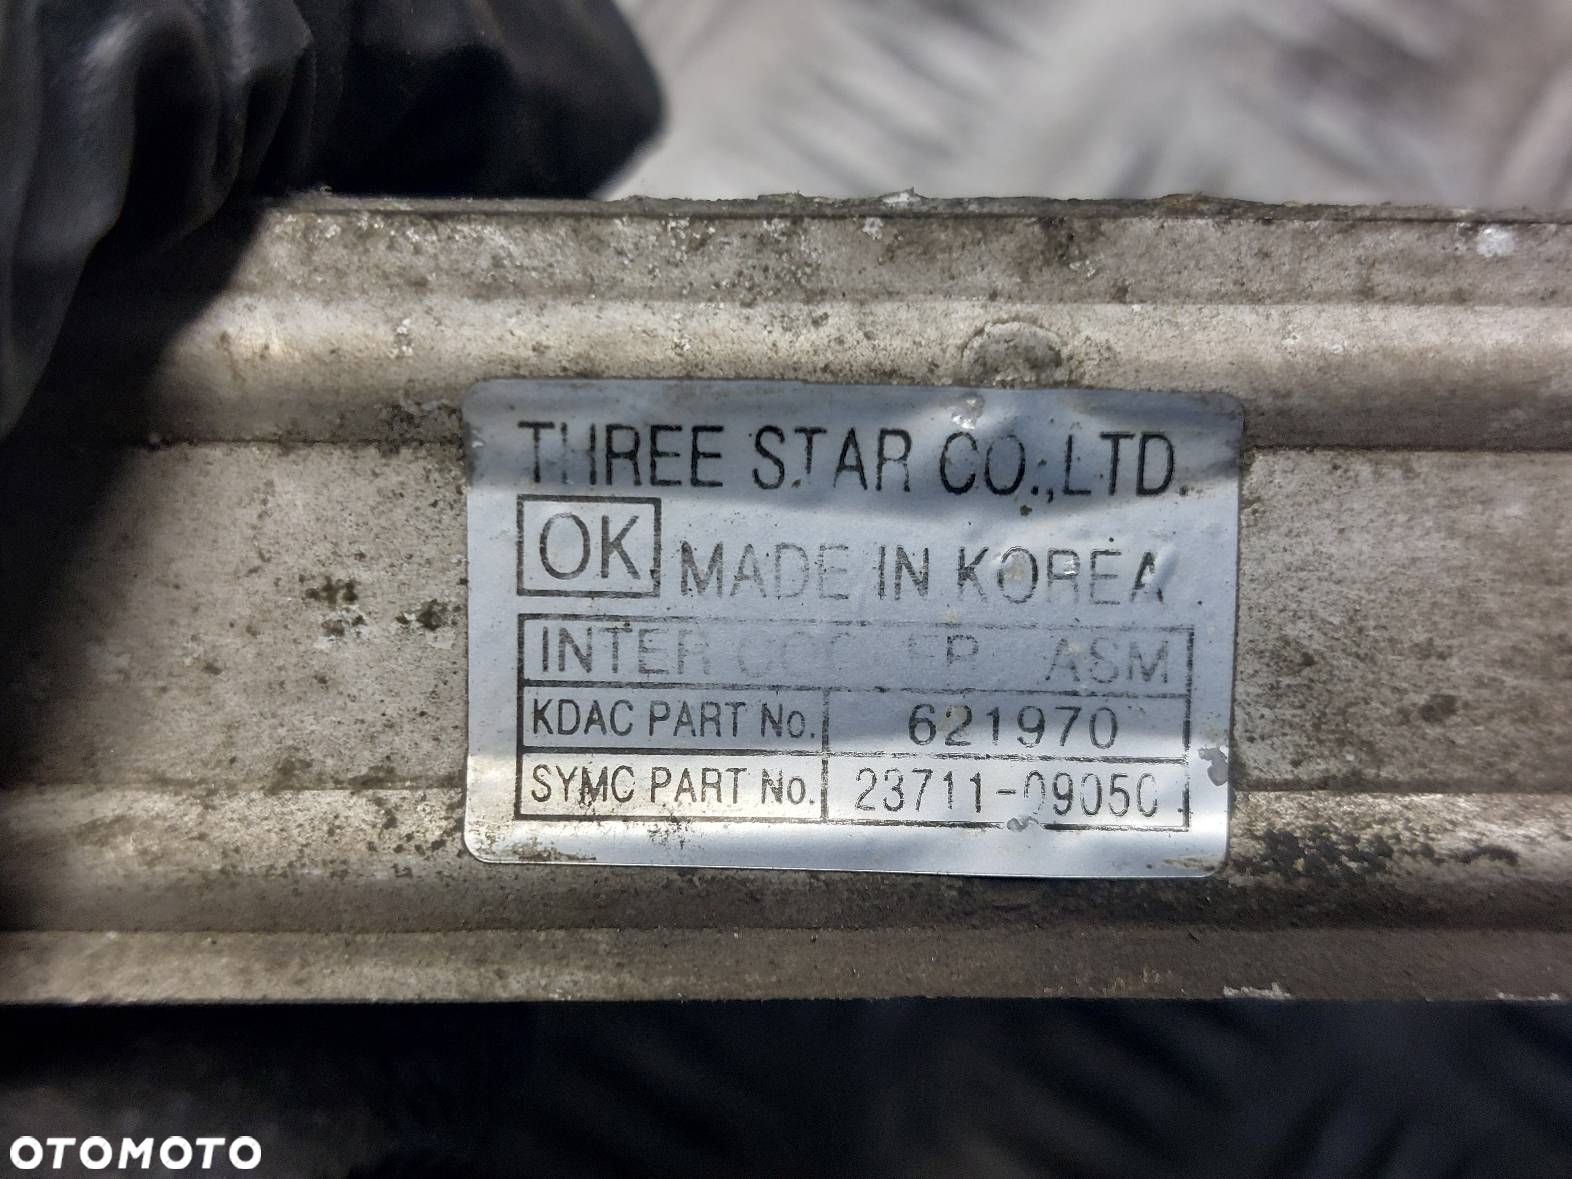 THREE STAR CO.,LTD.
OK MADE IN KOREA
INTER COOLER ASM
KDAC PART No. 621970
SYMC PART No. 23711-09050
OTOMOTO